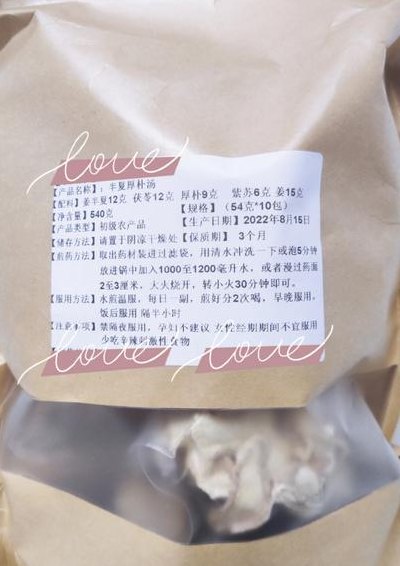 love
【产品名称】：半夏厚朴汤
【配料】姜半夏12克 茯苓12克 厚朴9克 紫苏6克 姜15克
【净含量】540克 【规格】（54克*10包）
【产品类型】初级农产品 【生产日期】2022年8月15日
【储存方法】请置于阴凉干燥处【保质期】 3个月
【煎药方法】取出药材装进过滤袋，用清水冲洗一下或泡5分钟
放进锅中加入1000至1200毫升水，或者漫过药面
2至3厘米，大火烧开，转小火30分钟即可。
【服用方法】水煎温服，每日一副，煎好分2次喝，早晚服用，
饭后服用 隔半小时
【注意事项】禁隔夜服用，孕妇不建议 女性经期期间不宜服用
少吃辛辣刺激性食物
love love